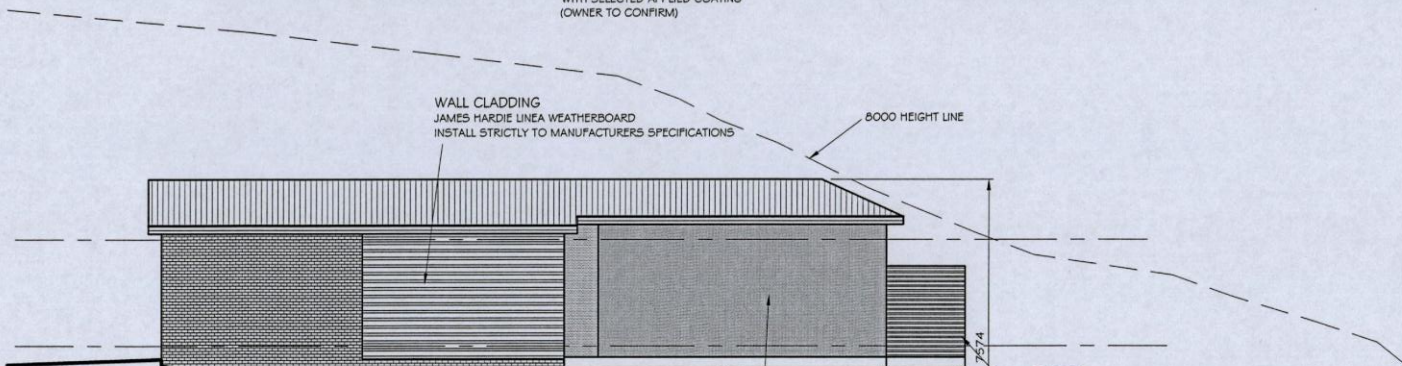 (OWNER TO CONFIRM)
WALL CLADDING
JAMES HARDIE LINEA WEATHERBOARD
INSTALL STRICTLY TO MANUFACTURERS SPECIFICATIONS
8000 HEIGHT LINE
7574